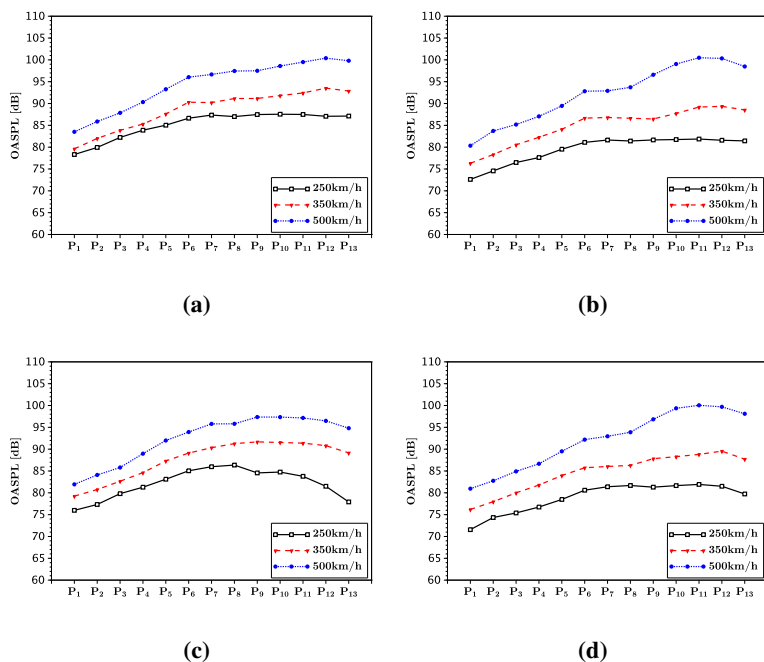 110
105
100
95
90
85
80
75
70
65
60
OASPL [dB]
P₁ P₂ P₃ P₄ P₅ P₆ P₇ P₈ P₉ P₁₀ P₁₁ P₁₂ P₁₃
250km/h
350km/h
500km/h
(a)
110
105
100
95
90
85
80
75
70
65
60
OASPL [dB]
P₁ P₂ P₃ P₄ P₅ P₆ P₇ P₈ P₉ P₁₀ P₁₁ P₁₂ P₁₃
250km/h
350km/h
500km/h
(b)
110
105
100
95
90
85
80
75
70
65
60
OASPL [dB]
P₁ P₂ P₃ P₄ P₅ P₆ P₇ P₈ P₉ P₁₀ P₁₁ P₁₂ P₁₃
250km/h
350km/h
500km/h
(c)
110
105
100
95
90
85
80
75
70
65
60
OASPL [dB]
P₁ P₂ P₃ P₄ P₅ P₆ P₇ P₈ P₉ P₁₀ P₁₁ P₁₂ P₁₃
250km/h
350km/h
500km/h
(d)